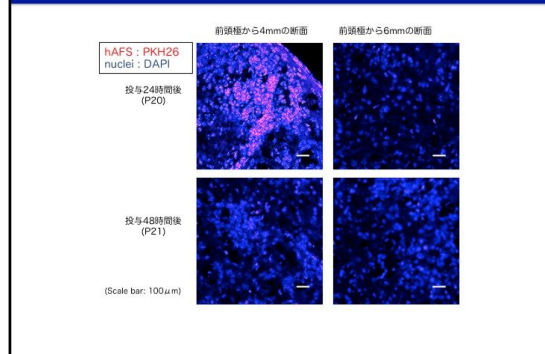 前頭極から4mmの断面
前頭極から6mmの断面
hAFS : PKH26
nuclei : DAPI
投与24時間後
(P20)
投与48時間後
(P21)
(Scale bar: 100μm)